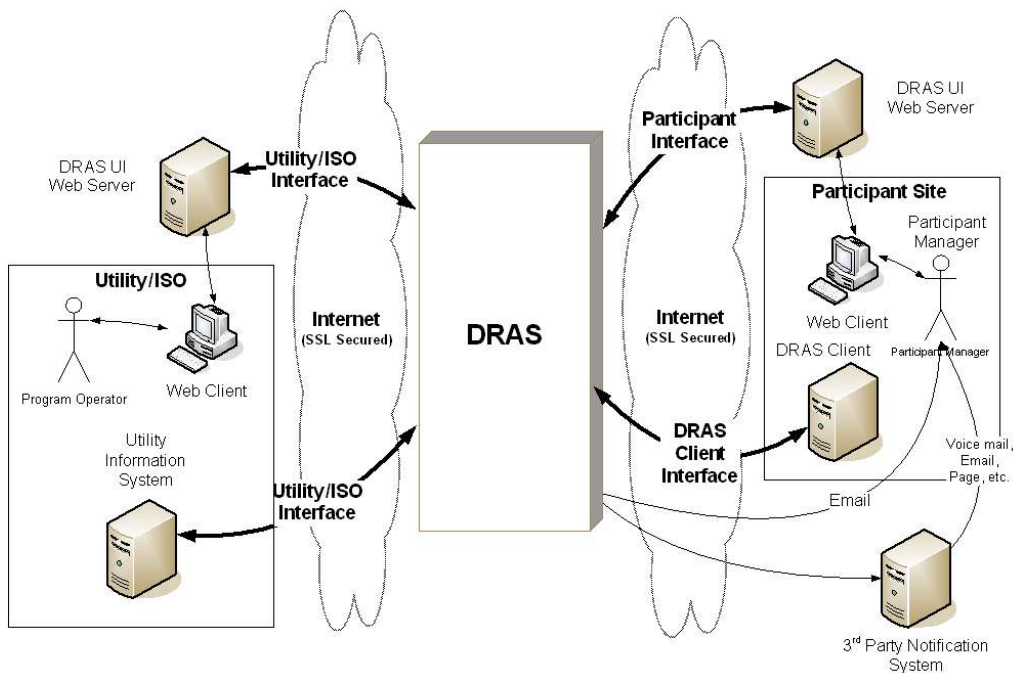 DRAS UI
Web Server
Utility/ISO
Interface
Utility/ISO
Program Operator
Web Client
Utility
Information
System
Utility/ISO
Interface
Internet
(SSL Secured)
DRAS
Participant
Interface
Internet
(SSL Secured)
DRAS
Client
Interface
DRAS UI
Web Server
Participant Site
Participant
Manager
Web Client
DRAS Client
Participant Manager
Voice mail,
Email,
Page, etc.
Email
3rd Party Notification
System